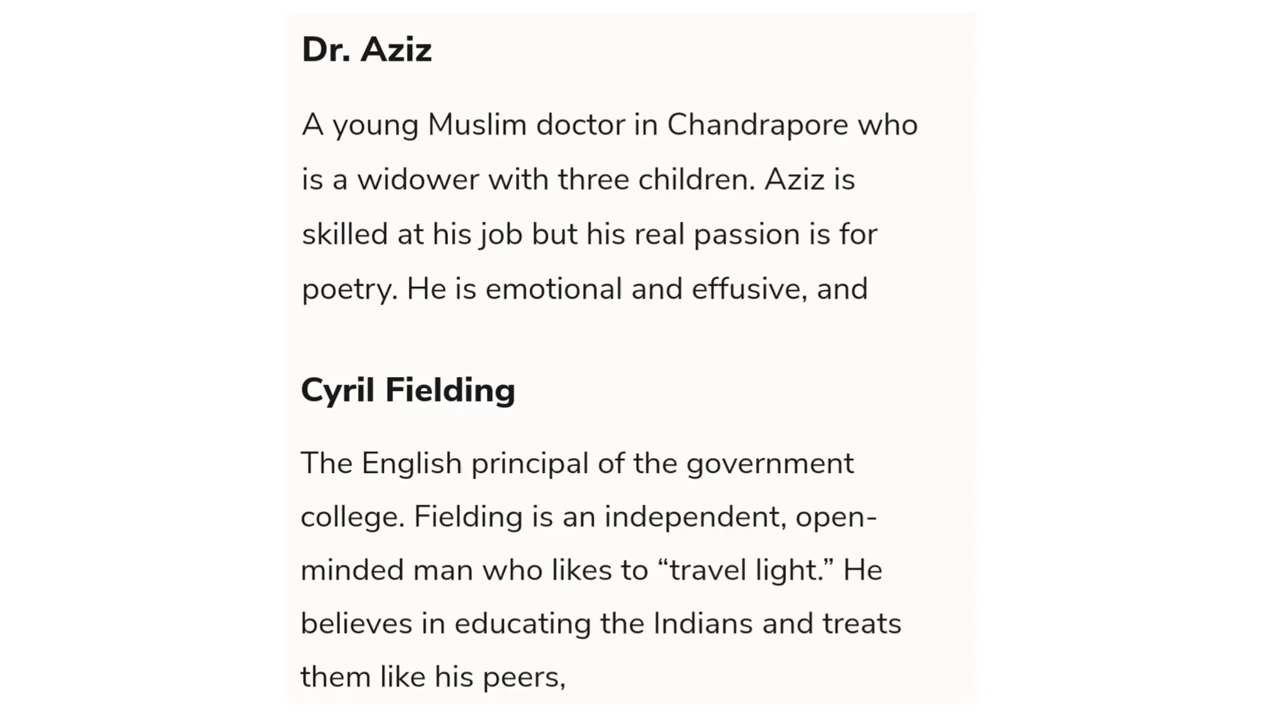 Dr. Aziz
A young Muslim doctor in Chandrapore who
is a widower with three children. Aziz is
skilled at his job but his real passion is for
poetry. He is emotional and effusive, and
Cyril Fielding
The English principal of the government
college. Fielding is an independent, open-
minded man who likes to “travel light.” He
believes in educating the Indians and treats
them like his peers,